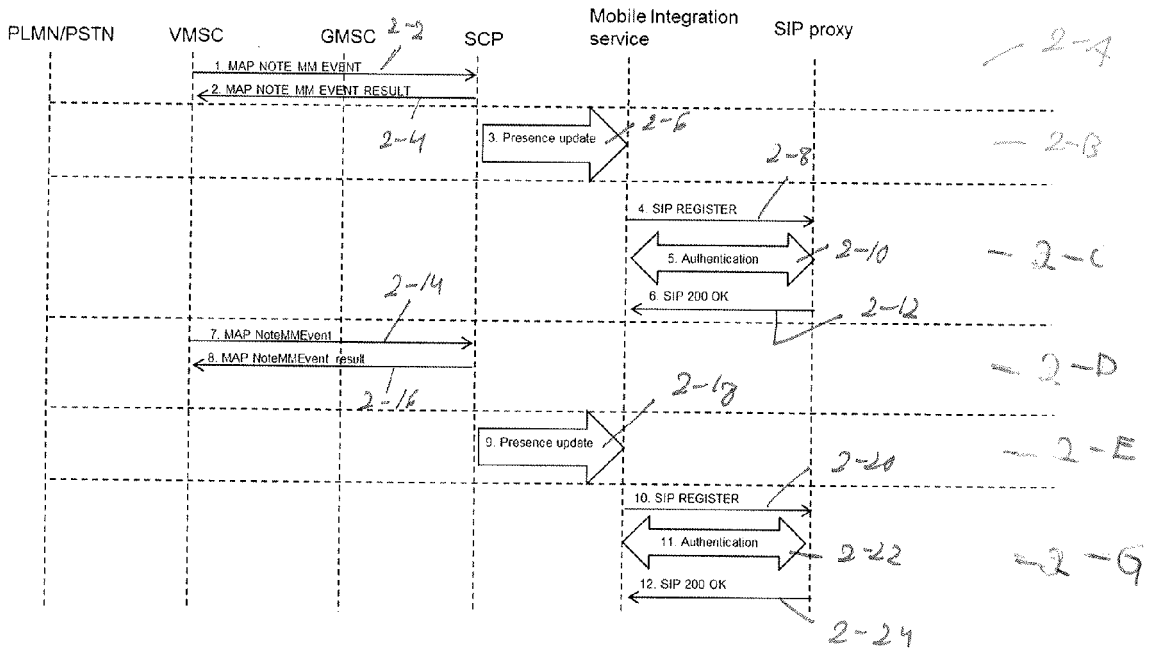 PLMN/PSTN VMSC GMSC SCP Mobile Integration service SIP proxy
2-2
2-A
1. MAP NOTE MM EVENT
2. MAP NOTE MM EVENT RESULT
2-4
3. Presence update
2-6
2-B
2-8
4. SIP REGISTER
5. Authentication
2-10
2-C
2-14
6. SIP 200 OK
2-12
7. MAP NoteMMEvent
8. MAP NoteMMEvent result
2-D
2-16
2-18
9. Presence update
2-E
2-20
10. SIP REGISTER
11. Authentication
2-22
2-G
12. SIP 200 OK
2-24